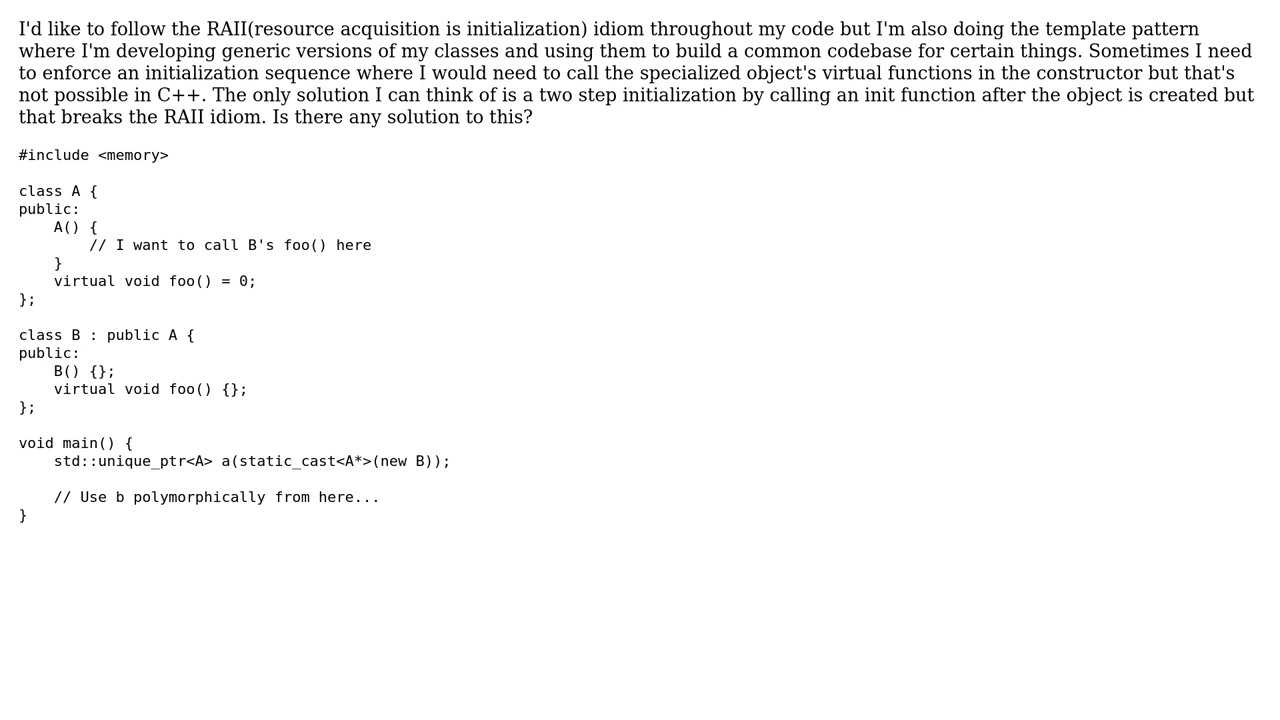 I'd like to follow the RAII(resource acquisition is initialization) idiom throughout my code but I'm also doing the template pattern
where I'm developing generic versions of my classes and using them to build a common codebase for certain things. Sometimes I need
to enforce an initialization sequence where I would need to call the specialized object's virtual functions in the constructor but that's
not possible in C++. The only solution I can think of is a two step initialization by calling an init function after the object is created but
that breaks the RAII idiom. Is there any solution to this?
#include <memory>
class A {
public:
    A() {
        // I want to call B's foo() here
    }
    virtual void foo() = 0;
};
class B : public A {
public:
    B() {};
    virtual void foo() {};
};
void main() {
    std::unique_ptr<A> a(static_cast<A*>(new B));
    // Use b polymorphically from here...
}